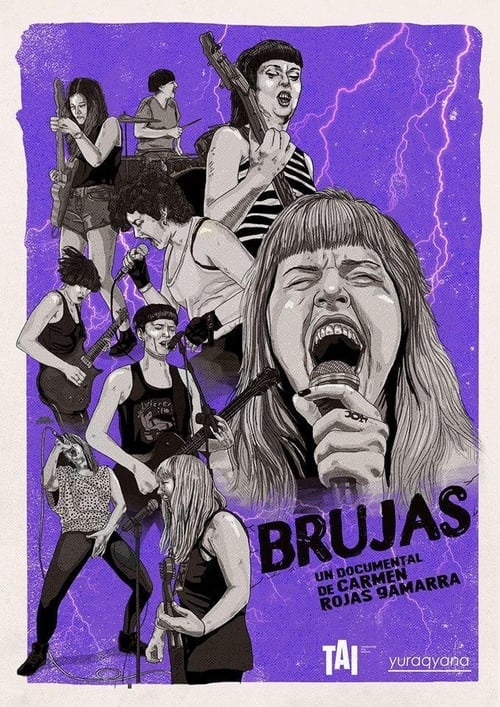 BRUJAS
UN DOCUMENTAL
DE CARMEN
ROJAS GAMARRA
TAI
yuraqyana